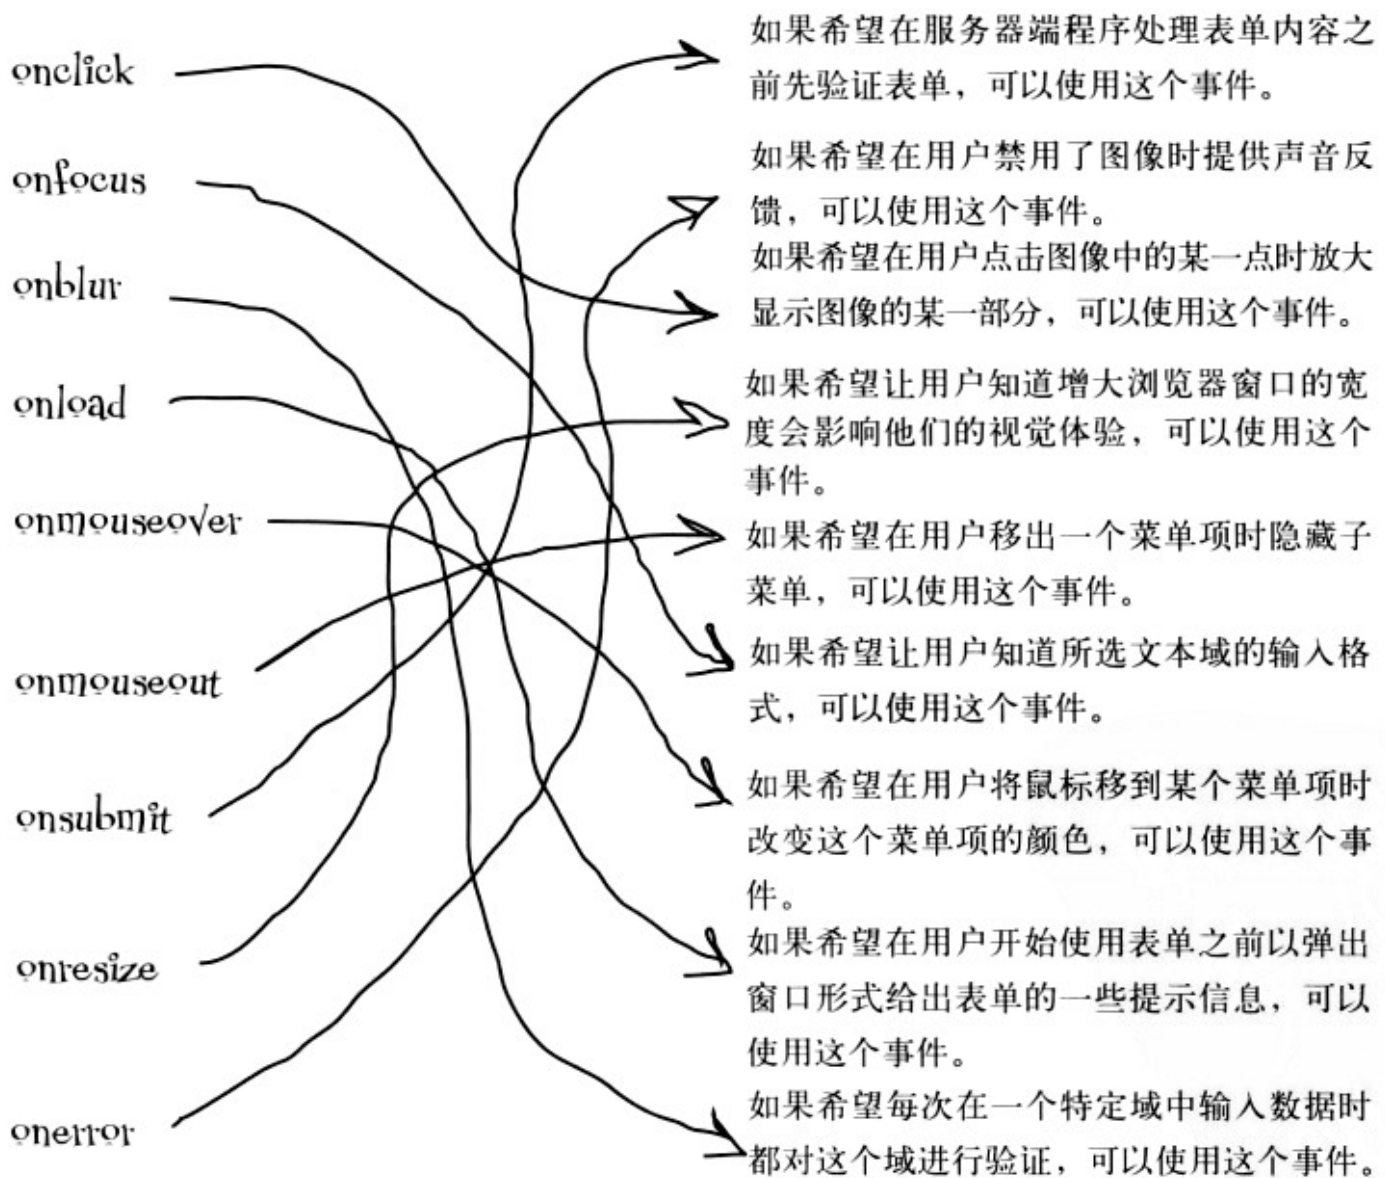 onclick
onfocus
onblur
onload
onmouseover
onmouseout
onsubmit
onresize
onerror
如果希望在服务器端程序处理表单内容之
前先验证表单，可以使用这个事件。
如果希望在用户禁用了图像时提供声音反
馈，可以使用这个事件。
如果希望在用户点击图像中的某一点时放大
显示图像的某一部分，可以使用这个事件。
如果希望让用户知道增大浏览器窗口的宽
度会影响他们的视觉体验，可以使用这个
事件。
如果希望在用户移出一个菜单项时隐藏子
菜单，可以使用这个事件。
如果希望让用户知道所选文本域的输入格
式，可以使用这个事件。
如果希望在用户将鼠标移到某个菜单项时
改变这个菜单项的颜色，可以使用这个事
件。
如果希望在用户开始使用表单之前以弹出
窗口形式给出表单的一些提示信息，可以
使用这个事件。
如果希望每次在一个特定域中输入数据时
都对这个域进行验证，可以使用这个事件。